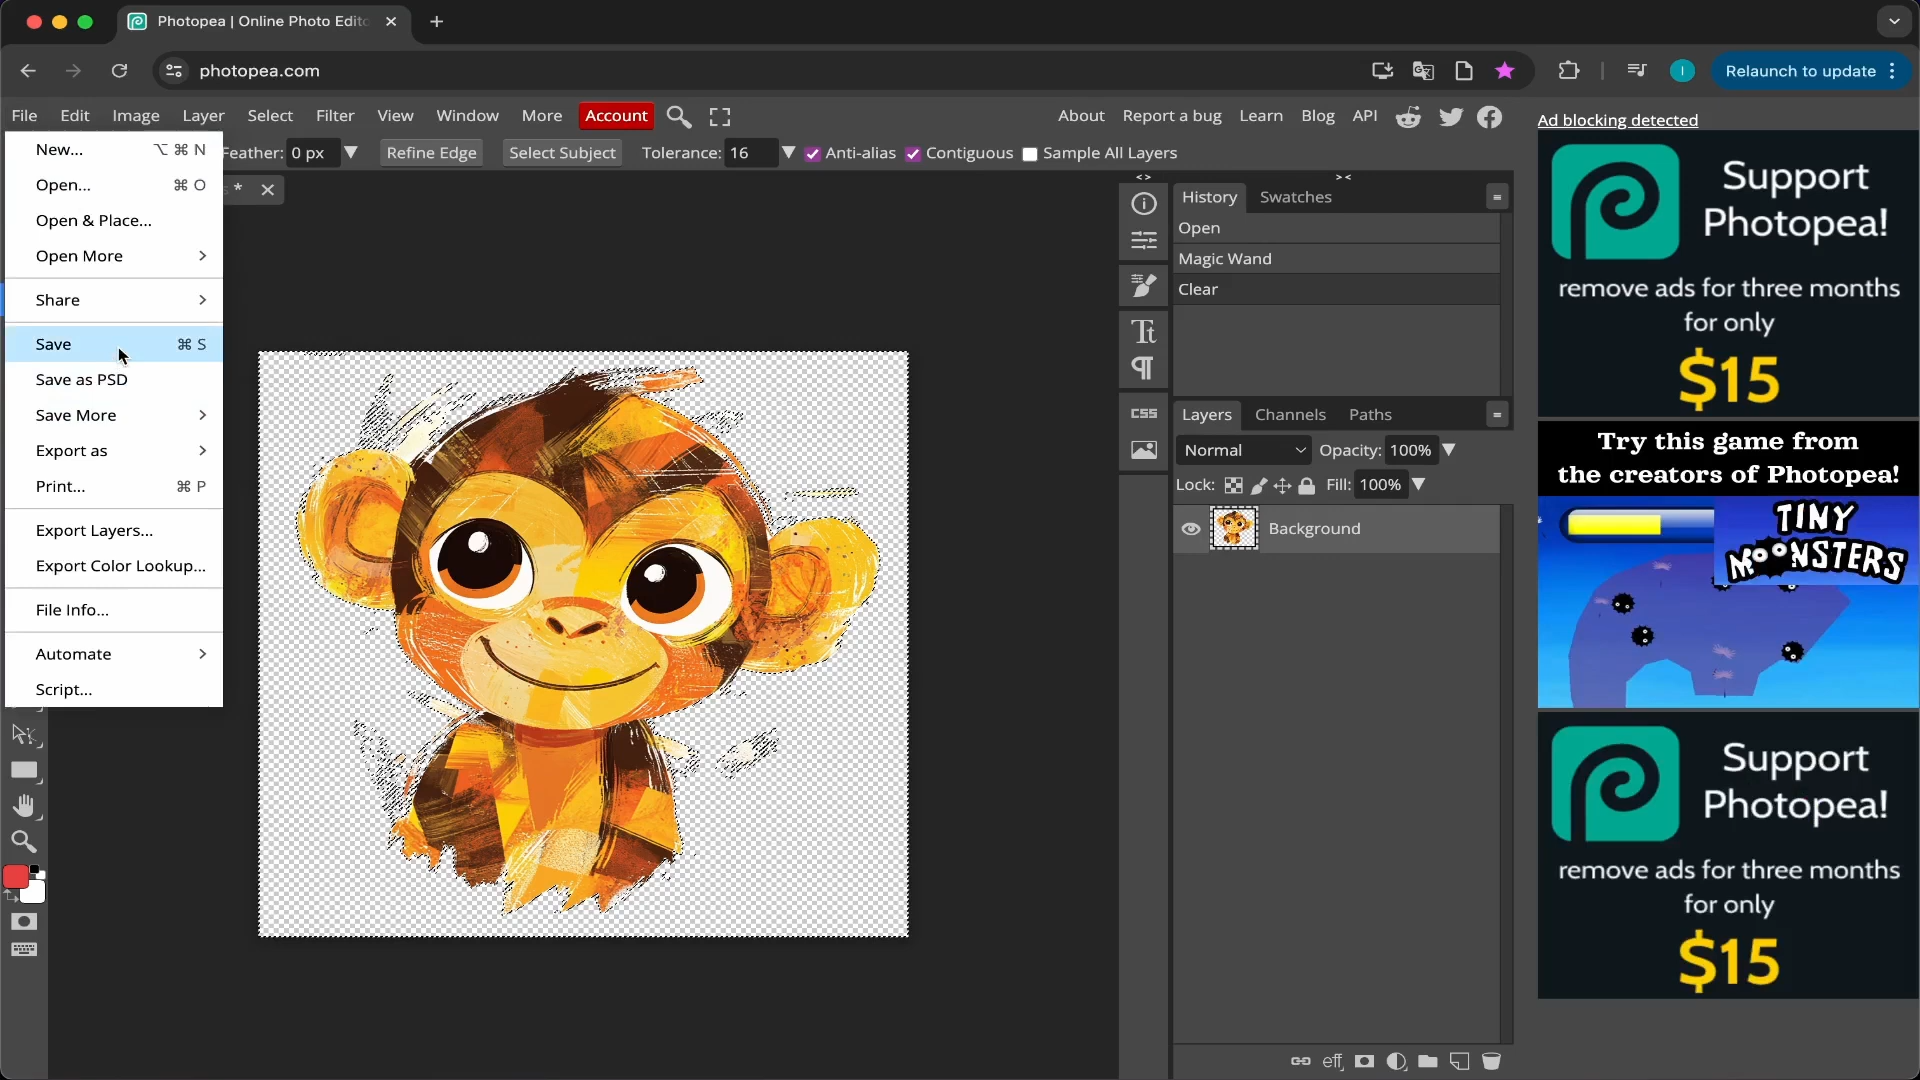 Photopea | Online Photo Edito
photopea.com
Relaunch to update
File Edit Image Layer Select Filter View Window More Account
About Report a bug Learn Blog API
Feather: 0 px Refine Edge Select Subject Tolerance: 16 Anti-alias Contiguous Sample All Layers
New... ⌥ ⌘ N
Open... ⌘ O
Open & Place...
Open More
Share
Save ⌘ S
Save as PSD
Save More
Export as
Print... ⌘ P
Export Layers...
Export Color Lookup...
File Info...
Automate
Script...
*
History Swatches
Open
Magic Wand
Clear
CSS
Layers Channels Paths
Normal Opacity: 100%
Lock: Fill: 100%
Background
eff
Ad blocking detected
Support
Photopea!
remove ads for three months
for only
$15
Try this game from
the creators of Photopea!
TINY
MOONSTERS
Support
Photopea!
remove ads for three months
for only
$15